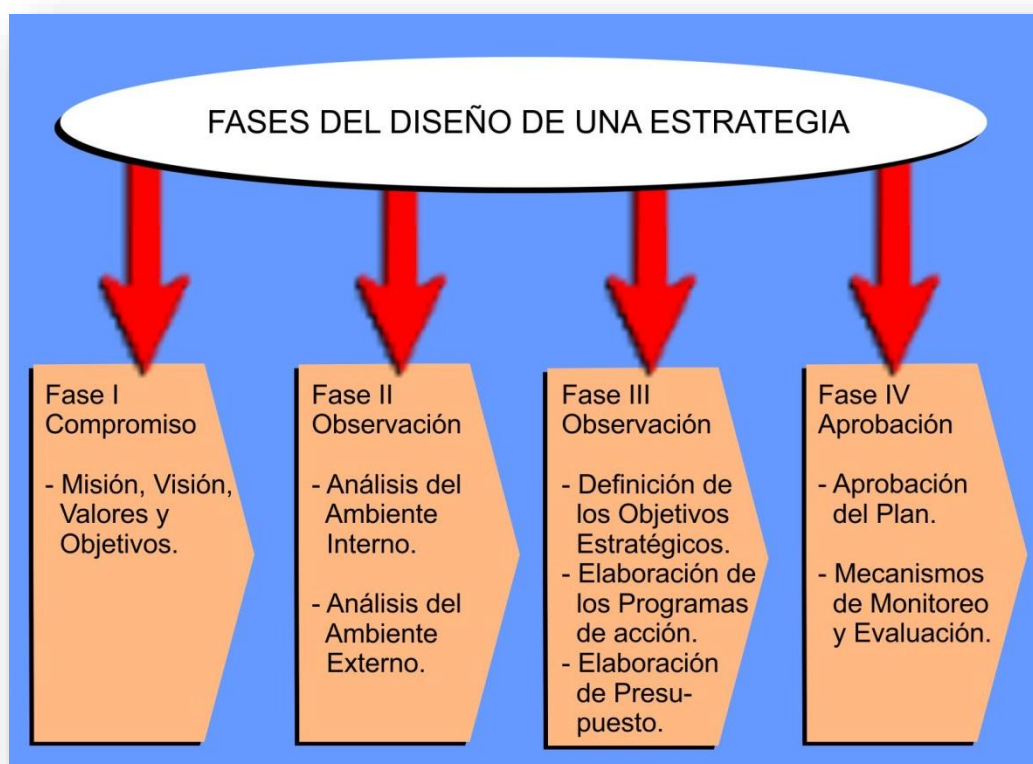 FASES DEL DISEÑO DE UNA ESTRATEGIA
Fase I
Compromiso
- Misión, Visión,
Valores y
Objetivos.
Fase II
Observación
- Análisis del
Ambiente
Interno.
- Análisis del
Ambiente
Externo.
Fase III
Observación
- Definición de
los Objetivos
Estratégicos.
- Elaboración de
los Programas
de acción.
- Elaboración
de Presu-
puesto.
Fase IV
Aprobación
- Aprobación
del Plan.
- Mecanismos
de Monitoreo
y Evaluación.